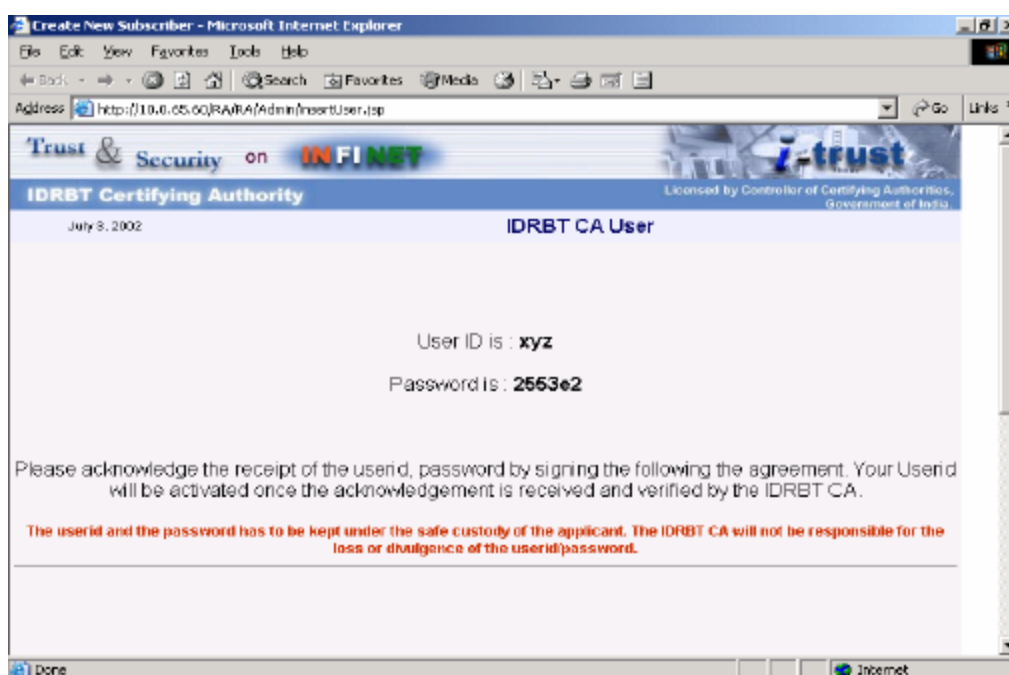 Create New Subscriber - Microsoft Internet Explorer
File Edit View Favorites Tools Help
Back Search Favorites Media
Address http://10.0.65.60/RA/RA/Admin/InsertUser.jsp Go Links
Trust & Security on INFINET i-trust
IDRBT Certifying Authority
Licensed by Controller of Certifying Authorities,
Government of India.
July 3, 2002 IDRBT CA User
User ID is : xyz
Password is : 2553e2
Please acknowledge the receipt of the userid, password by signing the following the agreement. Your Userid
will be activated once the acknowledgement is received and verified by the IDRBT CA.
The userid and the password has to be kept under the safe custody of the applicant. The IDRBT CA will not be responsible for the
loss or divulgence of the userid/password.
Done Internet